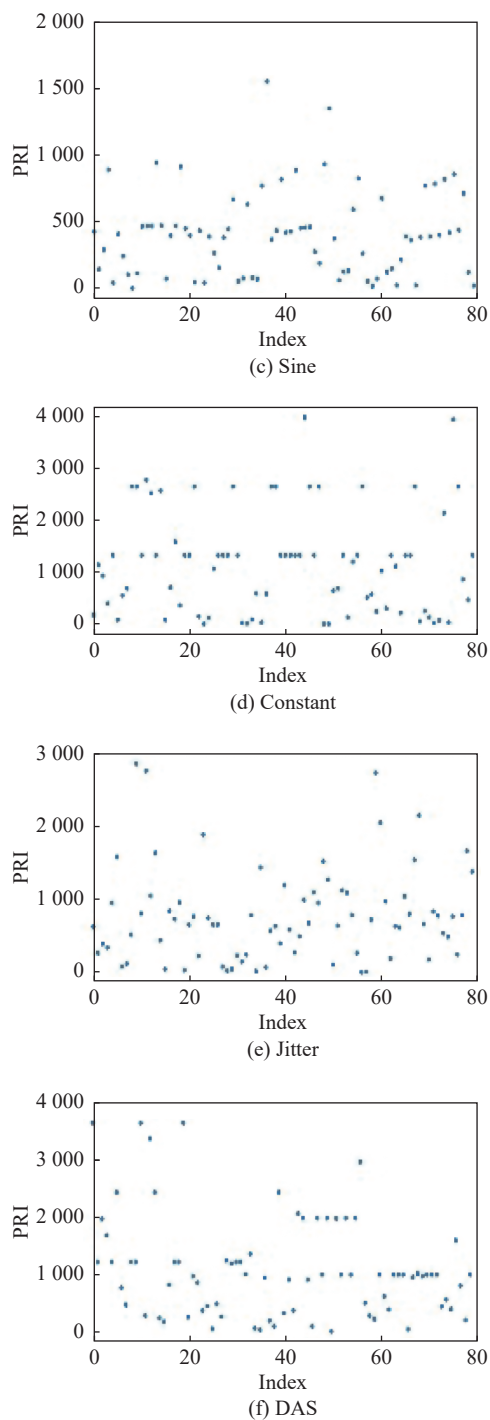 2 000
1 500
1 000
500
0
PRI
0 20 40 60 80
Index
(c) Sine
4 000
3 000
2 000
1 000
0
PRI
0 20 40 60 80
Index
(d) Constant
3 000
2 000
1 000
0
PRI
0 20 40 60 80
Index
(e) Jitter
4 000
3 000
2 000
1 000
0
PRI
0 20 40 60 80
Index
(f) DAS